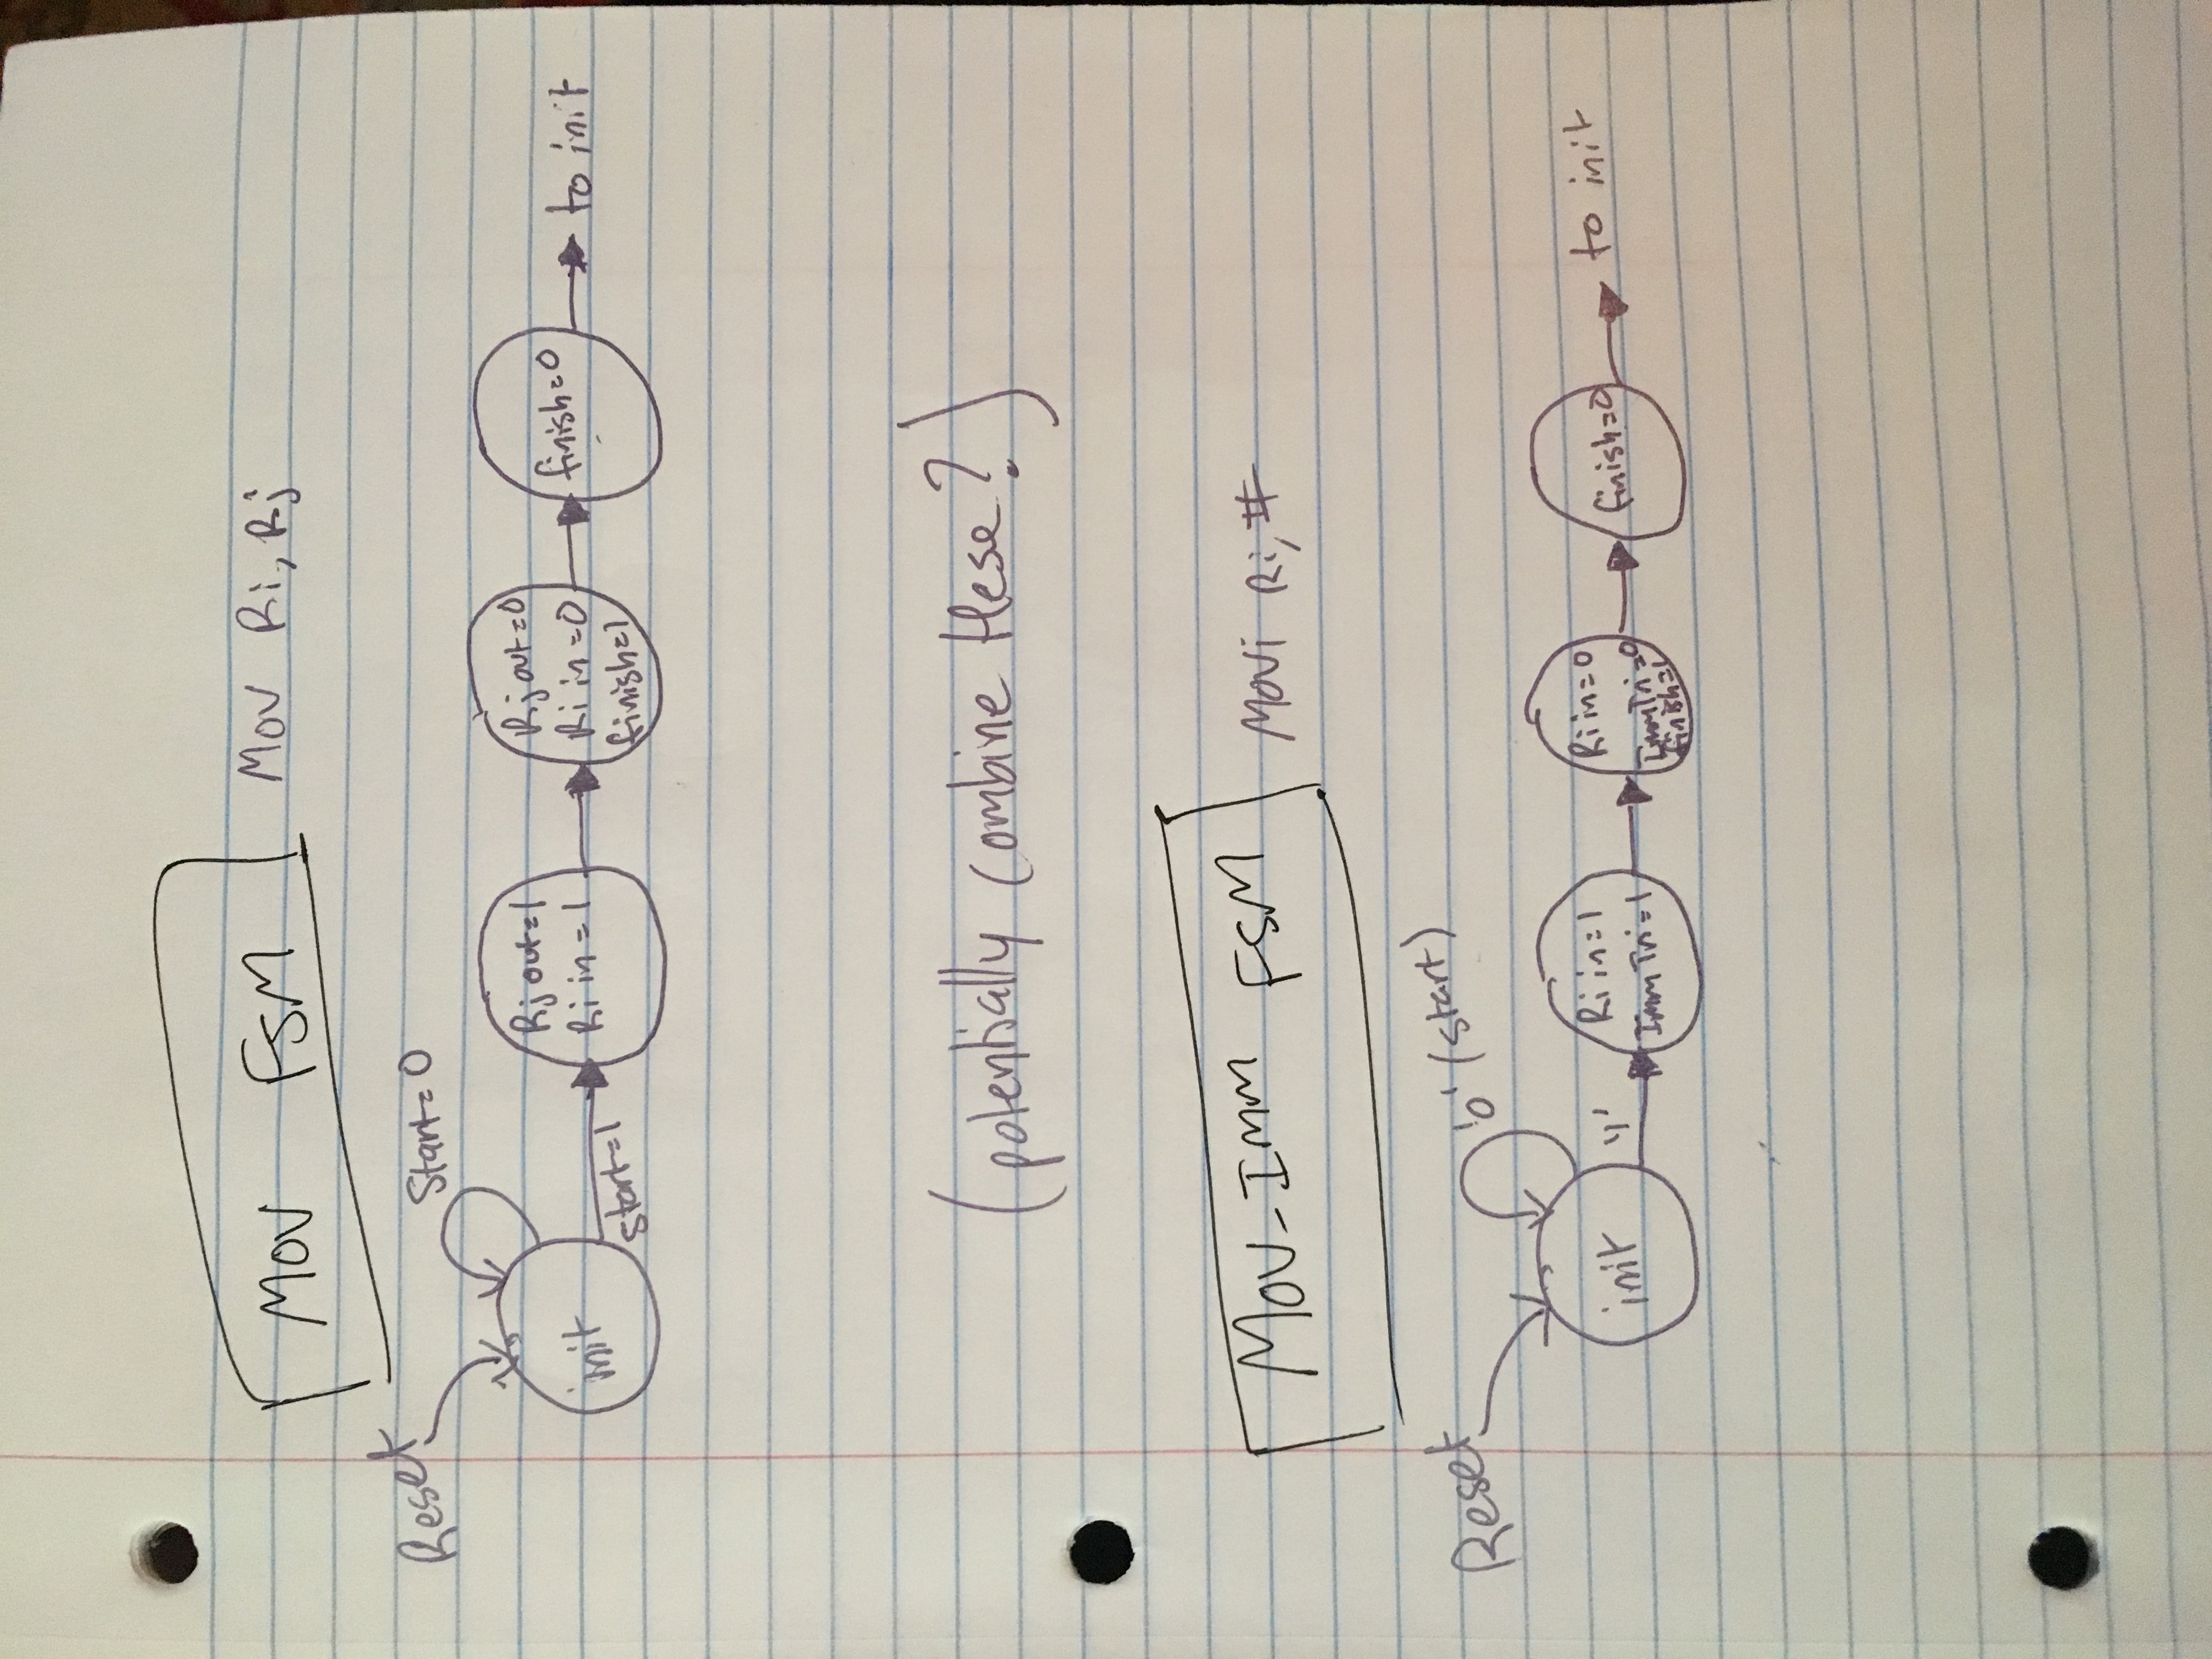 MOV FSM
MOV Ri, Rj
Reset
Start=0
init
start=1
Rj out=1
Ri in=1
Rj out=0
Ri in=0
finish=1
finish=0
to init
(potentially combine these?)
MOV-Imm FSM
MOVi Ri, #
Reset
'0' (start)
init
'1'
Ri in=1
Imm Tri=1
Ri in=0
Imm Tri=0
finish=1
finish=0
to init